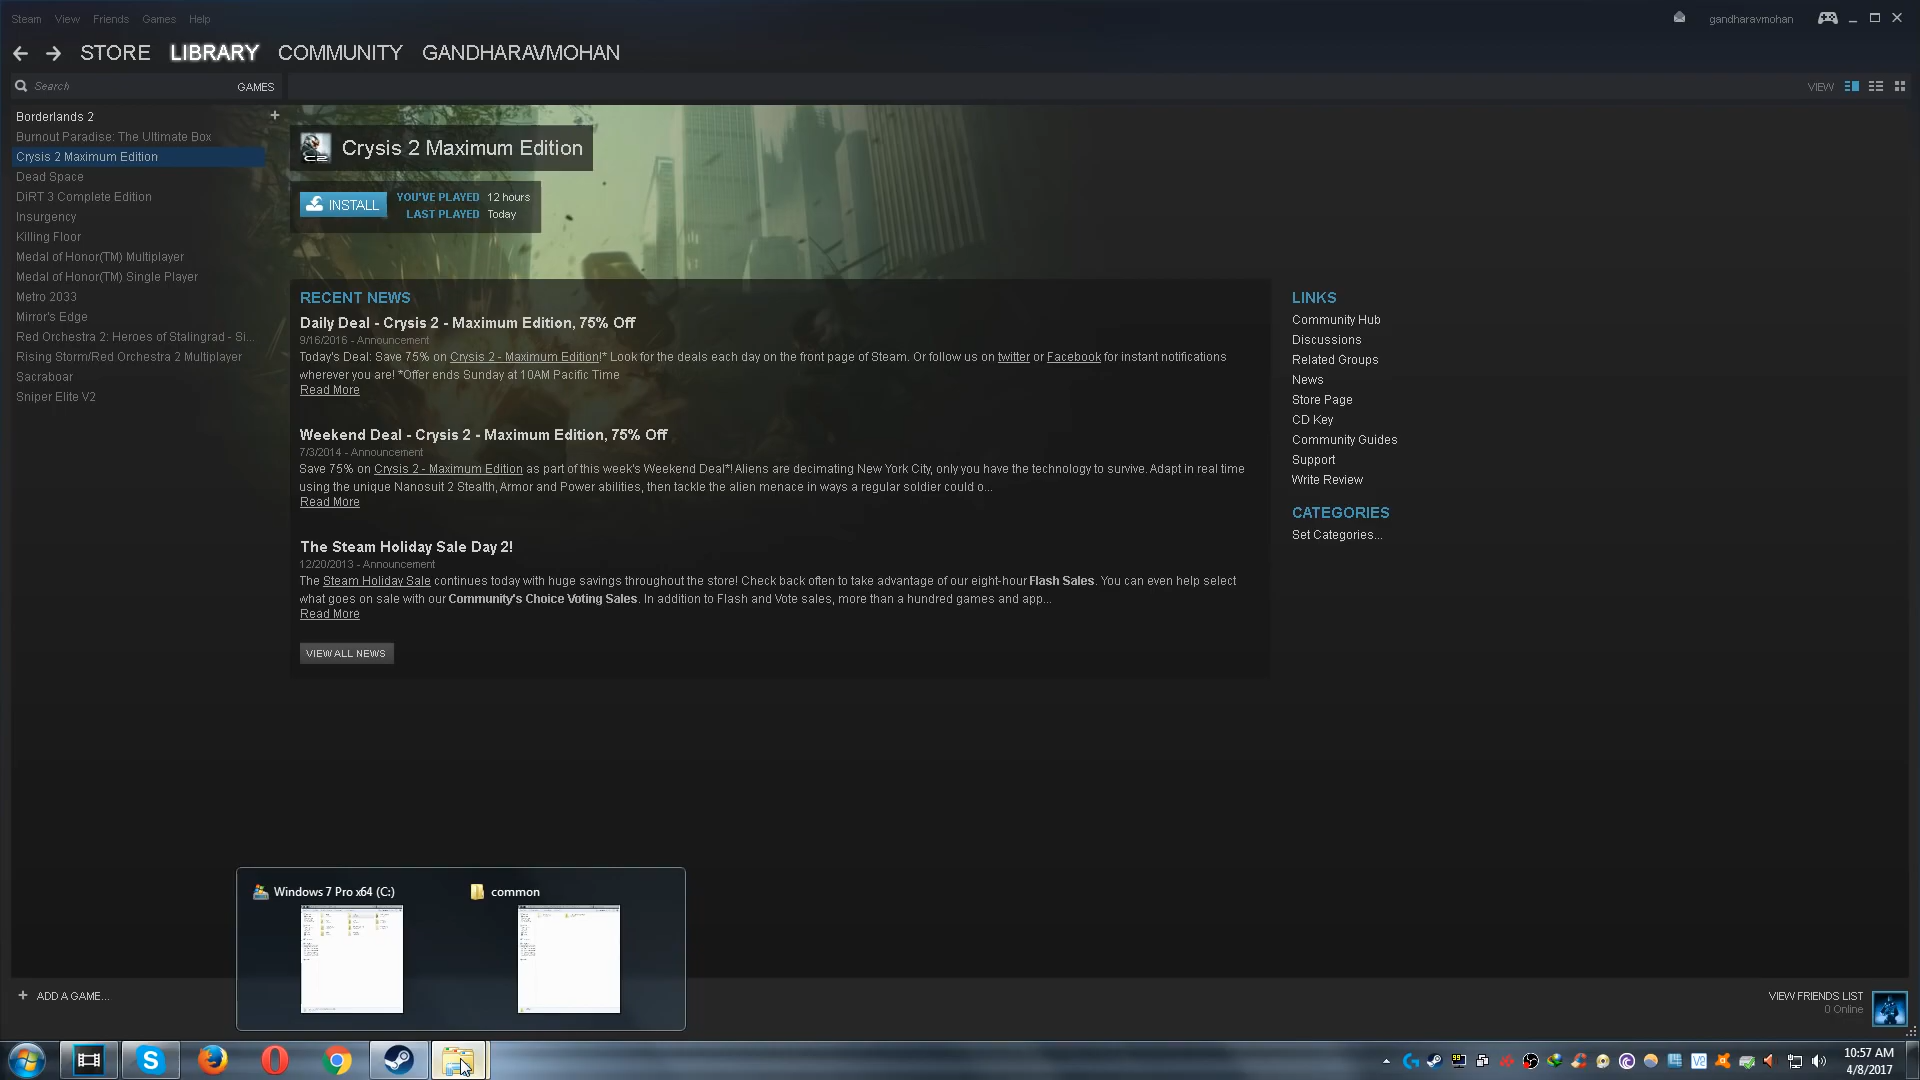 Steam View Friends Games Help
gandharavmohan
STORE LIBRARY COMMUNITY GANDHARAVMOHAN
Search
GAMES
VIEW
Borderlands 2
Burnout Paradise: The Ultimate Box
Crysis 2 Maximum Edition
Dead Space
DiRT 3 Complete Edition
Insurgency
Killing Floor
Medal of Honor(TM) Multiplayer
Medal of Honor(TM) Single Player
Metro 2033
Mirror's Edge
Red Orchestra 2: Heroes of Stalingrad - Si...
Rising Storm/Red Orchestra 2 Multiplayer
Sacraboar
Sniper Elite V2
Crysis 2 Maximum Edition
INSTALL
YOU'VE PLAYED 12 hours
LAST PLAYED Today
RECENT NEWS
Daily Deal - Crysis 2 - Maximum Edition, 75% Off
9/16/2016 - Announcement
Today's Deal: Save 75% on Crysis 2 - Maximum Edition!* Look for the deals each day on the front page of Steam. Or follow us on twitter or Facebook for instant notifications
wherever you are! *Offer ends Sunday at 10AM Pacific Time
Read More
Weekend Deal - Crysis 2 - Maximum Edition, 75% Off
7/3/2014 - Announcement
Save 75% on Crysis 2 - Maximum Edition as part of this week's Weekend Deal*! Aliens are decimating New York City, only you have the technology to survive. Adapt in real time
using the unique Nanosuit 2 Stealth, Armor and Power abilities, then tackle the alien menace in ways a regular soldier could o...
Read More
The Steam Holiday Sale Day 2!
12/20/2013 - Announcement
The Steam Holiday Sale continues today with huge savings throughout the store! Check back often to take advantage of our eight-hour Flash Sales. You can even help select
what goes on sale with our Community's Choice Voting Sales. In addition to Flash and Vote sales, more than a hundred games and app...
Read More
VIEW ALL NEWS
LINKS
Community Hub
Discussions
Related Groups
News
Store Page
CD Key
Community Guides
Support
Write Review
CATEGORIES
Set Categories...
Windows 7 Pro x64 (C:)
common
ADD A GAME...
VIEW FRIENDS LIST
0 Online
10:57 AM
4/8/2017